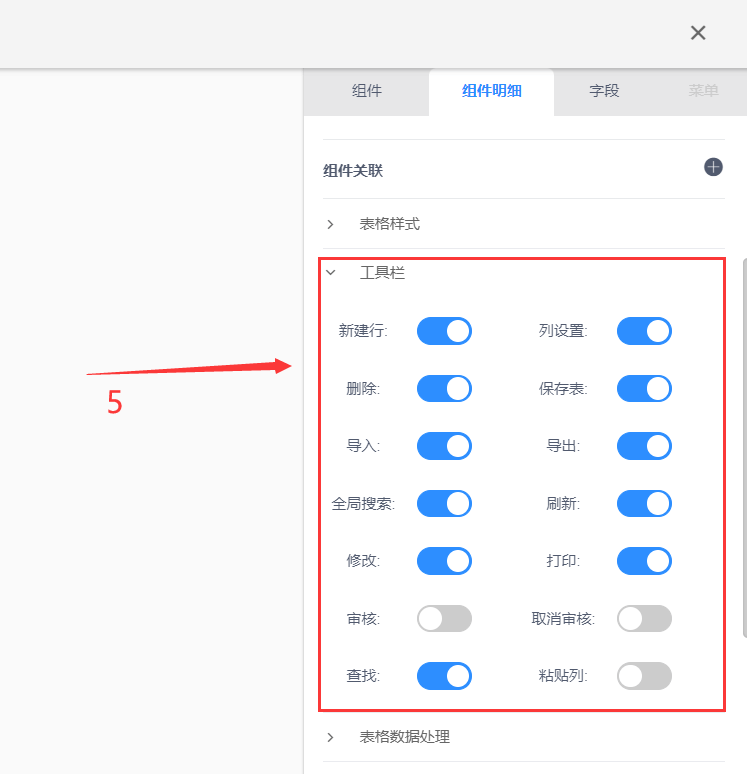 组件 组件明细 字段 菜单
组件关联
表格样式
工具栏
新建行: 列设置:
5
删除: 保存表:
导入: 导出:
全局搜索: 刷新:
修改: 打印:
审核: 取消审核:
查找: 粘贴列:
表格数据处理